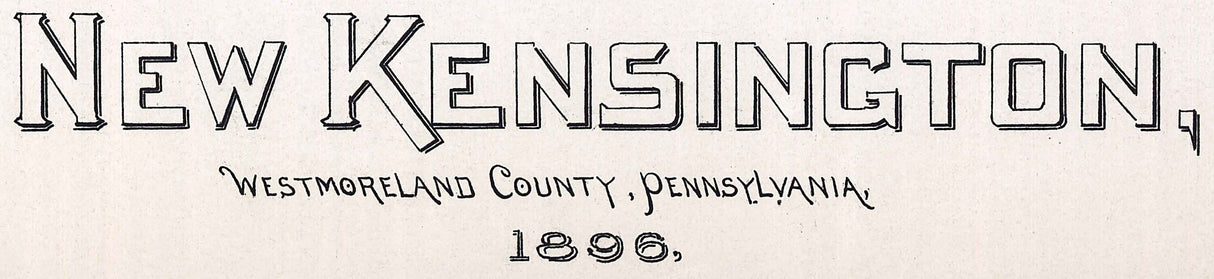 NEW KENSINGTON,
WESTMORELAND COUNTY, PENNSYLVANIA,
1896,